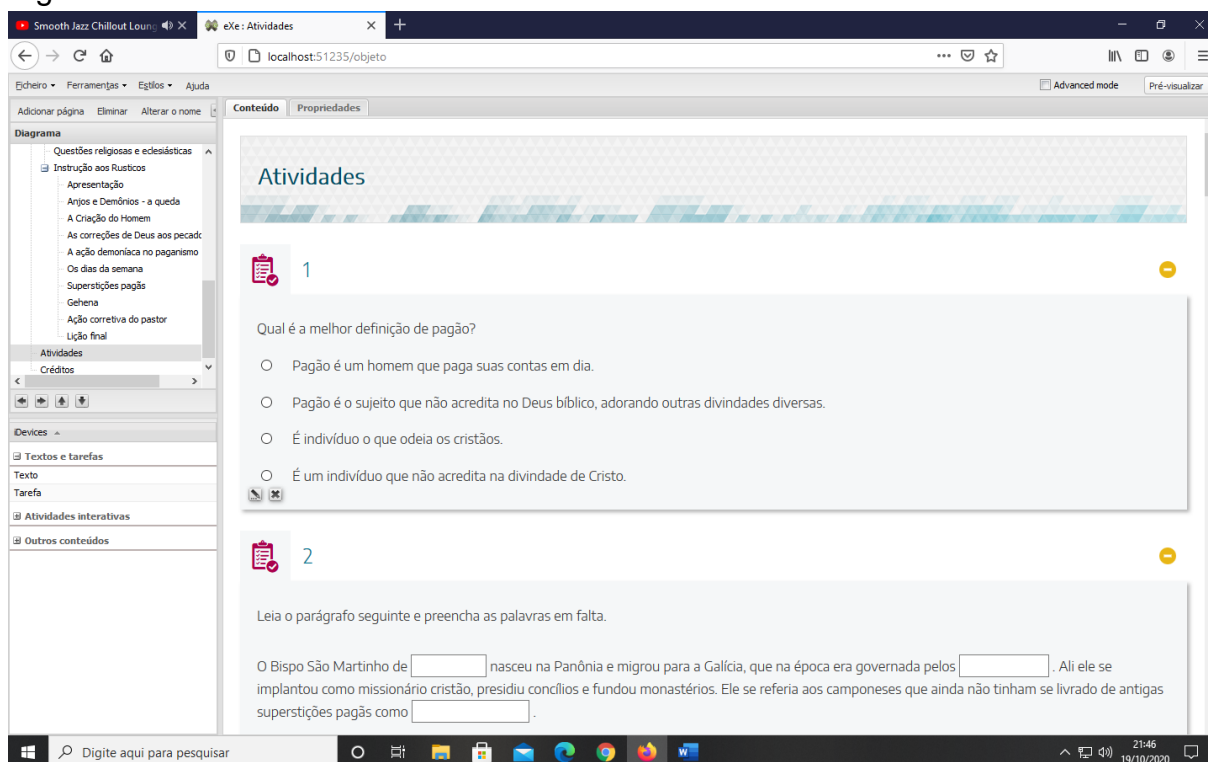 Smooth Jazz Chillout Loung
eXe : Atividades
localhost:51235/objeto
Ficheiro Ferramentas Estilos Ajuda
Advanced mode
Pré-visualizar
Adicionar página Eliminar Alterar o nome
Conteúdo Propriedades
Diagrama
Questões religiosas e eclesiásticas
Instrução aos Rusticos
Apresentação
Anjos e Demônios - a queda
A Criação do Homem
As correções de Deus aos pecadc
A ação demoníaca no paganismo
Os dias da semana
Superstições pagãs
Gehena
Ação corretiva do pastor
Lição final
Atividades
Créditos
iDevices
Textos e tarefas
Texto
Tarefa
Atividades interativas
Outros conteúdos
Atividades
1
Qual é a melhor definição de pagão?
Pagão é um homem que paga suas contas em dia.
Pagão é o sujeito que não acredita no Deus bíblico, adorando outras divindades diversas.
É indivíduo o que odeia os cristãos.
É um indivíduo que não acredita na divindade de Cristo.
2
Leia o parágrafo seguinte e preencha as palavras em falta.
O Bispo São Martinho de nasceu na Panônia e migrou para a Galícia, que na época era governada pelos . Ali ele se
implantou como missionário cristão, presidiu concílios e fundou monastérios. Ele se referia aos camponeses que ainda não tinham se livrado de antigas
superstições pagãs como .
Digite aqui para pesquisar
21:46
19/10/2020